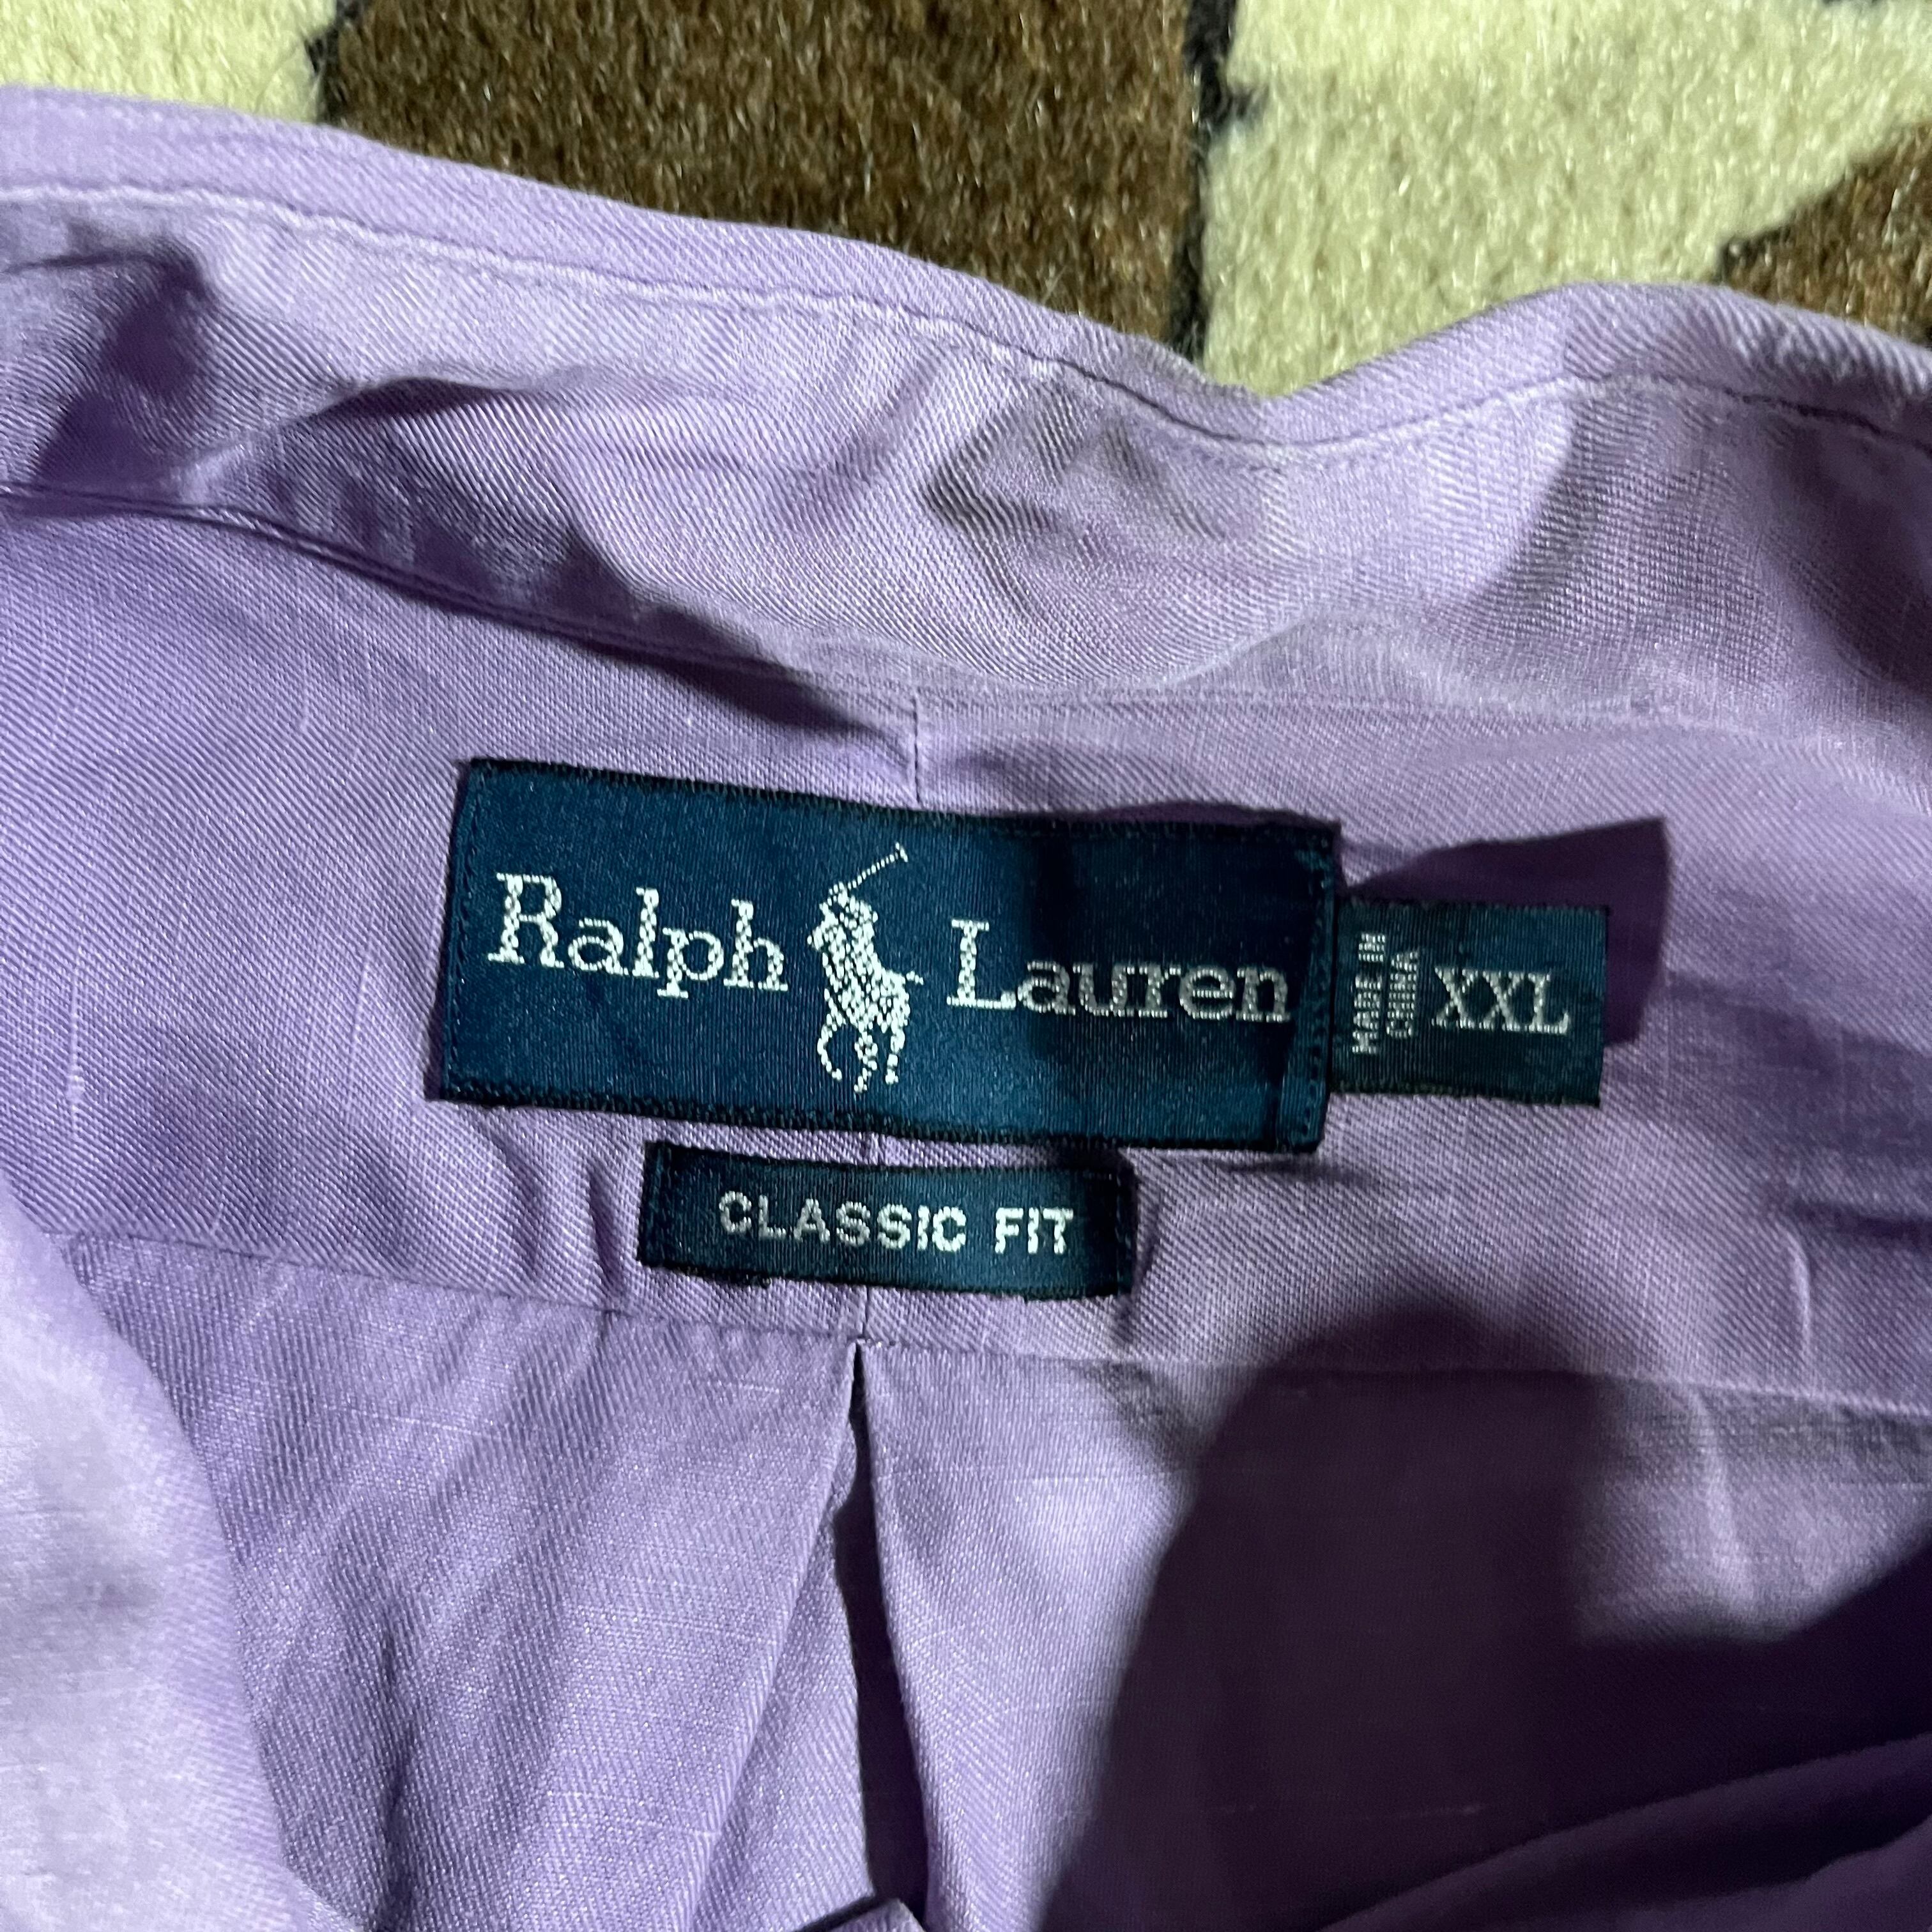 Ralph Lauren
MADE IN
CHINA
XXL
CLASSIC FIT